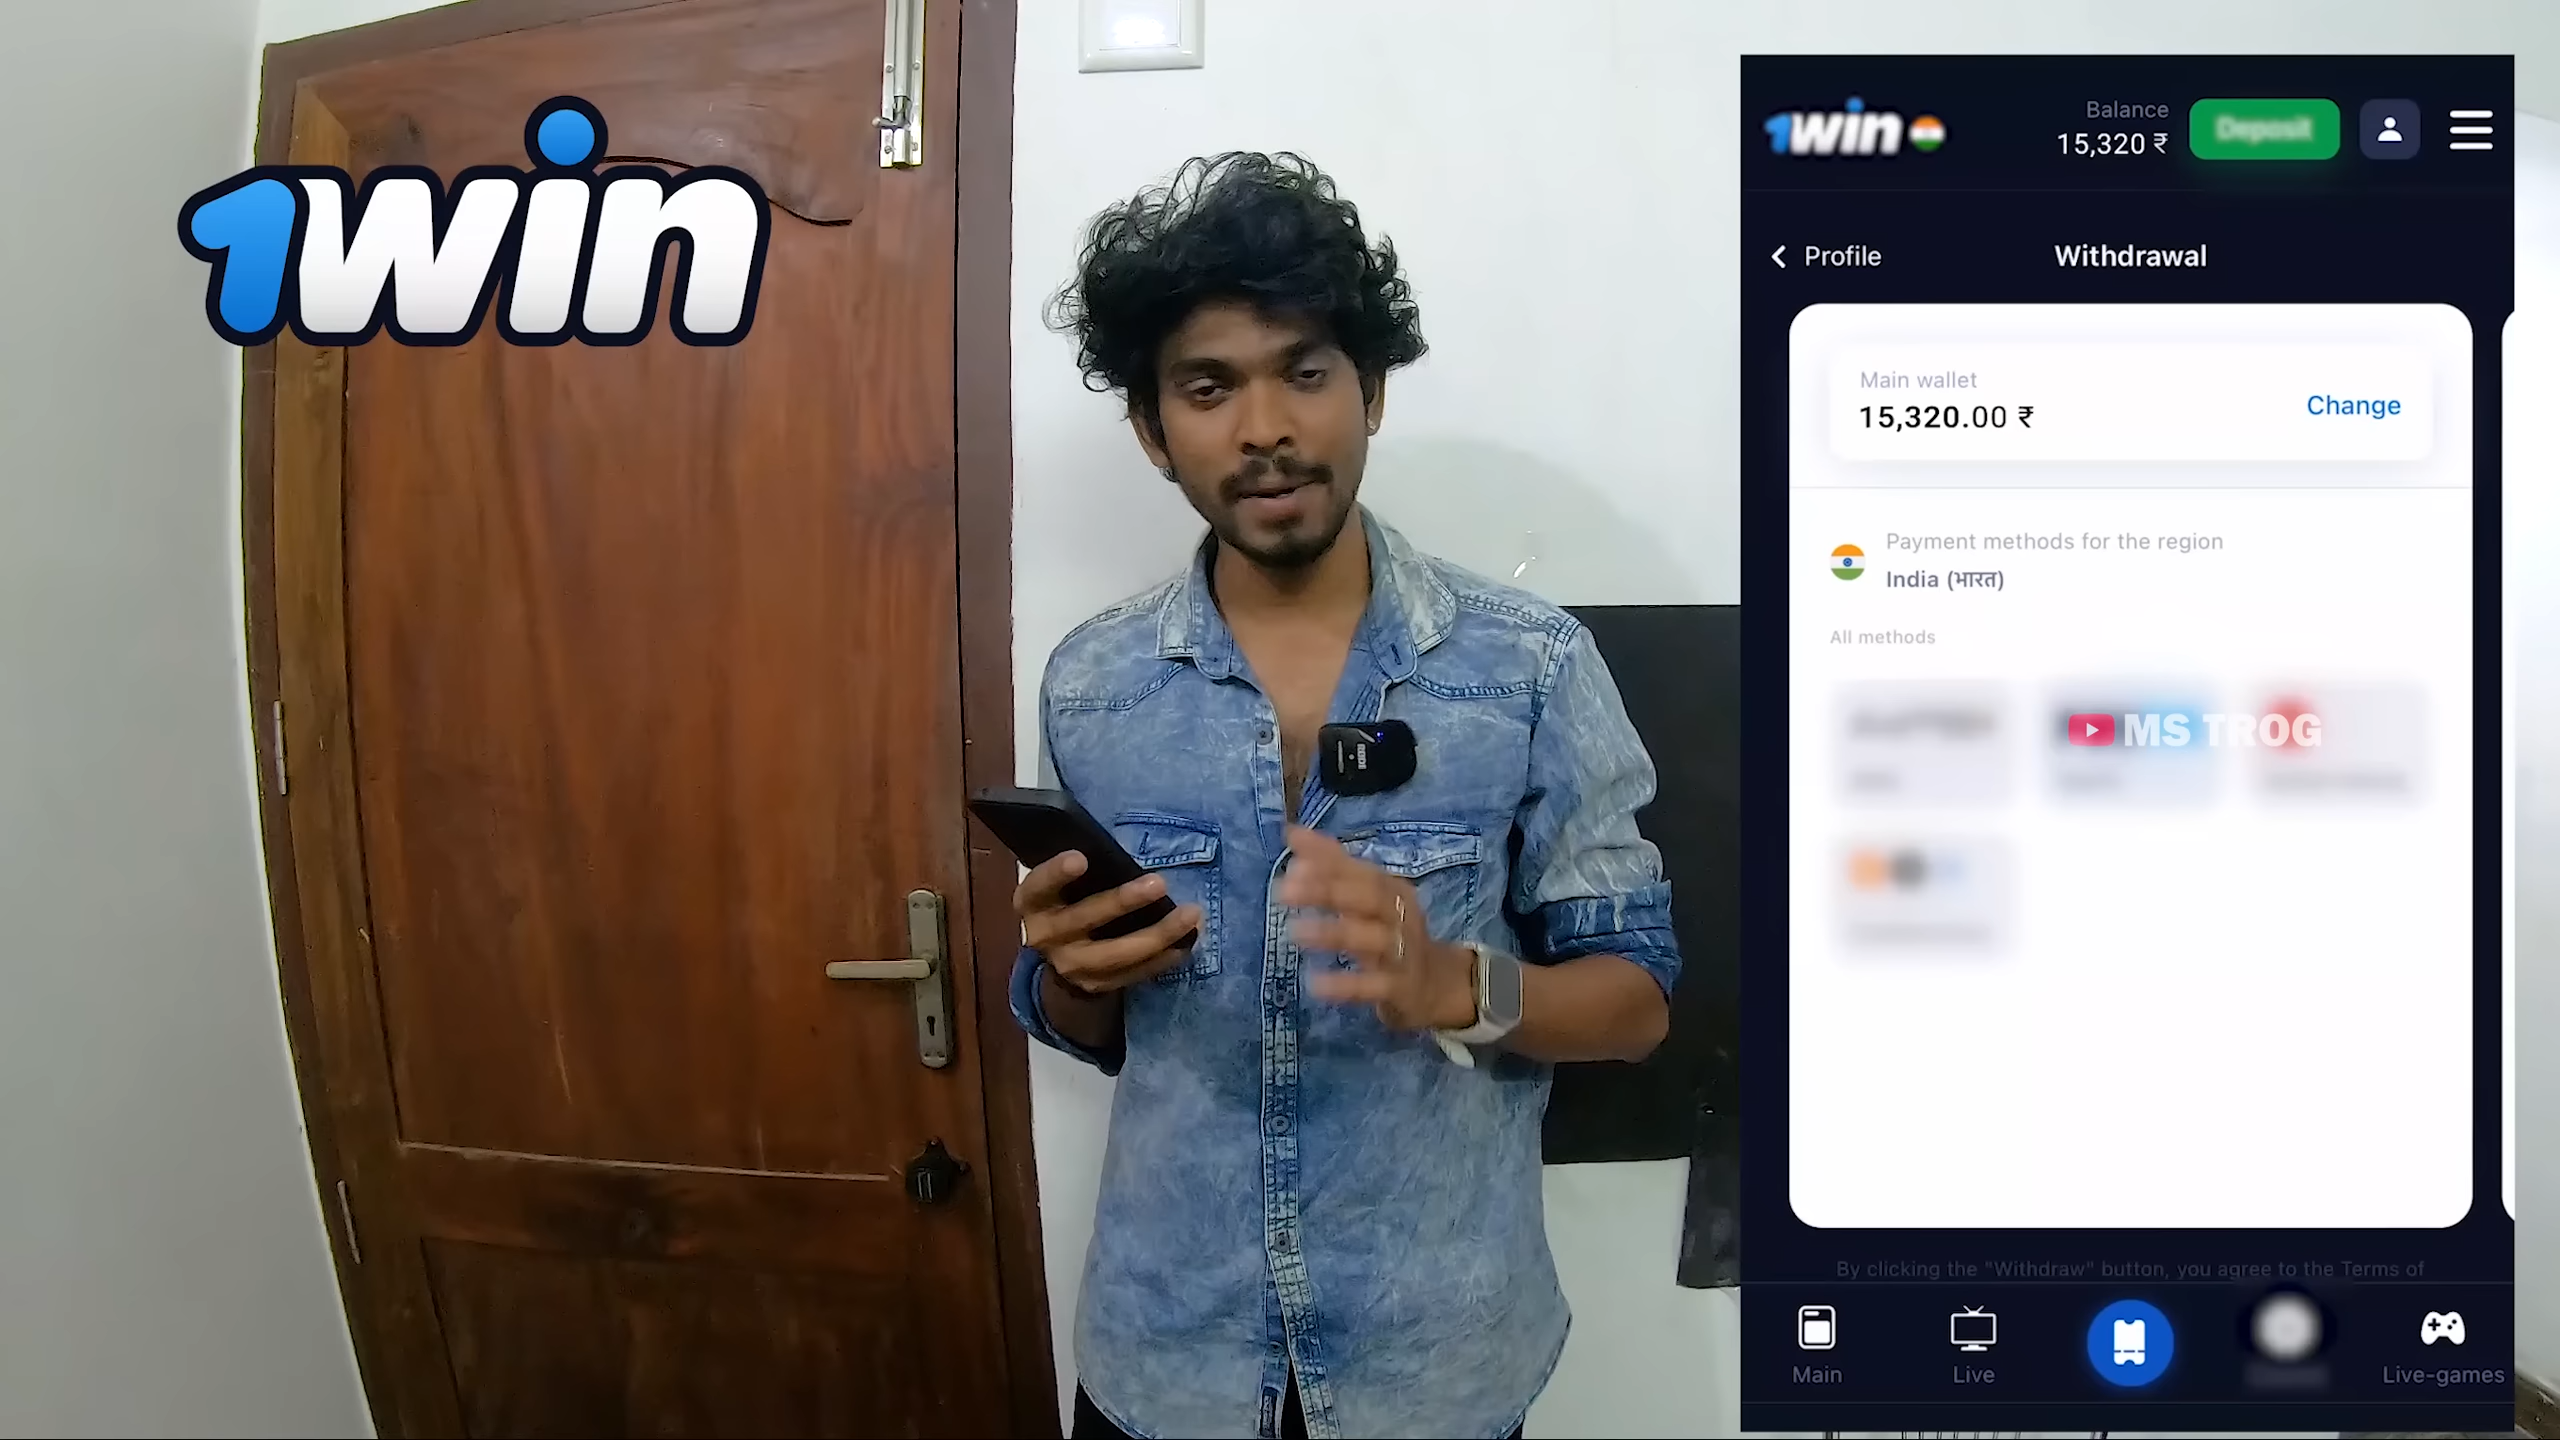 1win
1win
Balance
15,320 ₹
Deposit
Profile
Withdrawal
Main wallet
15,320.00 ₹
Change
Payment methods for the region
India (भारत)
All methods
MS TROG
By clicking the "Withdraw" button, you agree to the Terms of
Main
Live
Live-games